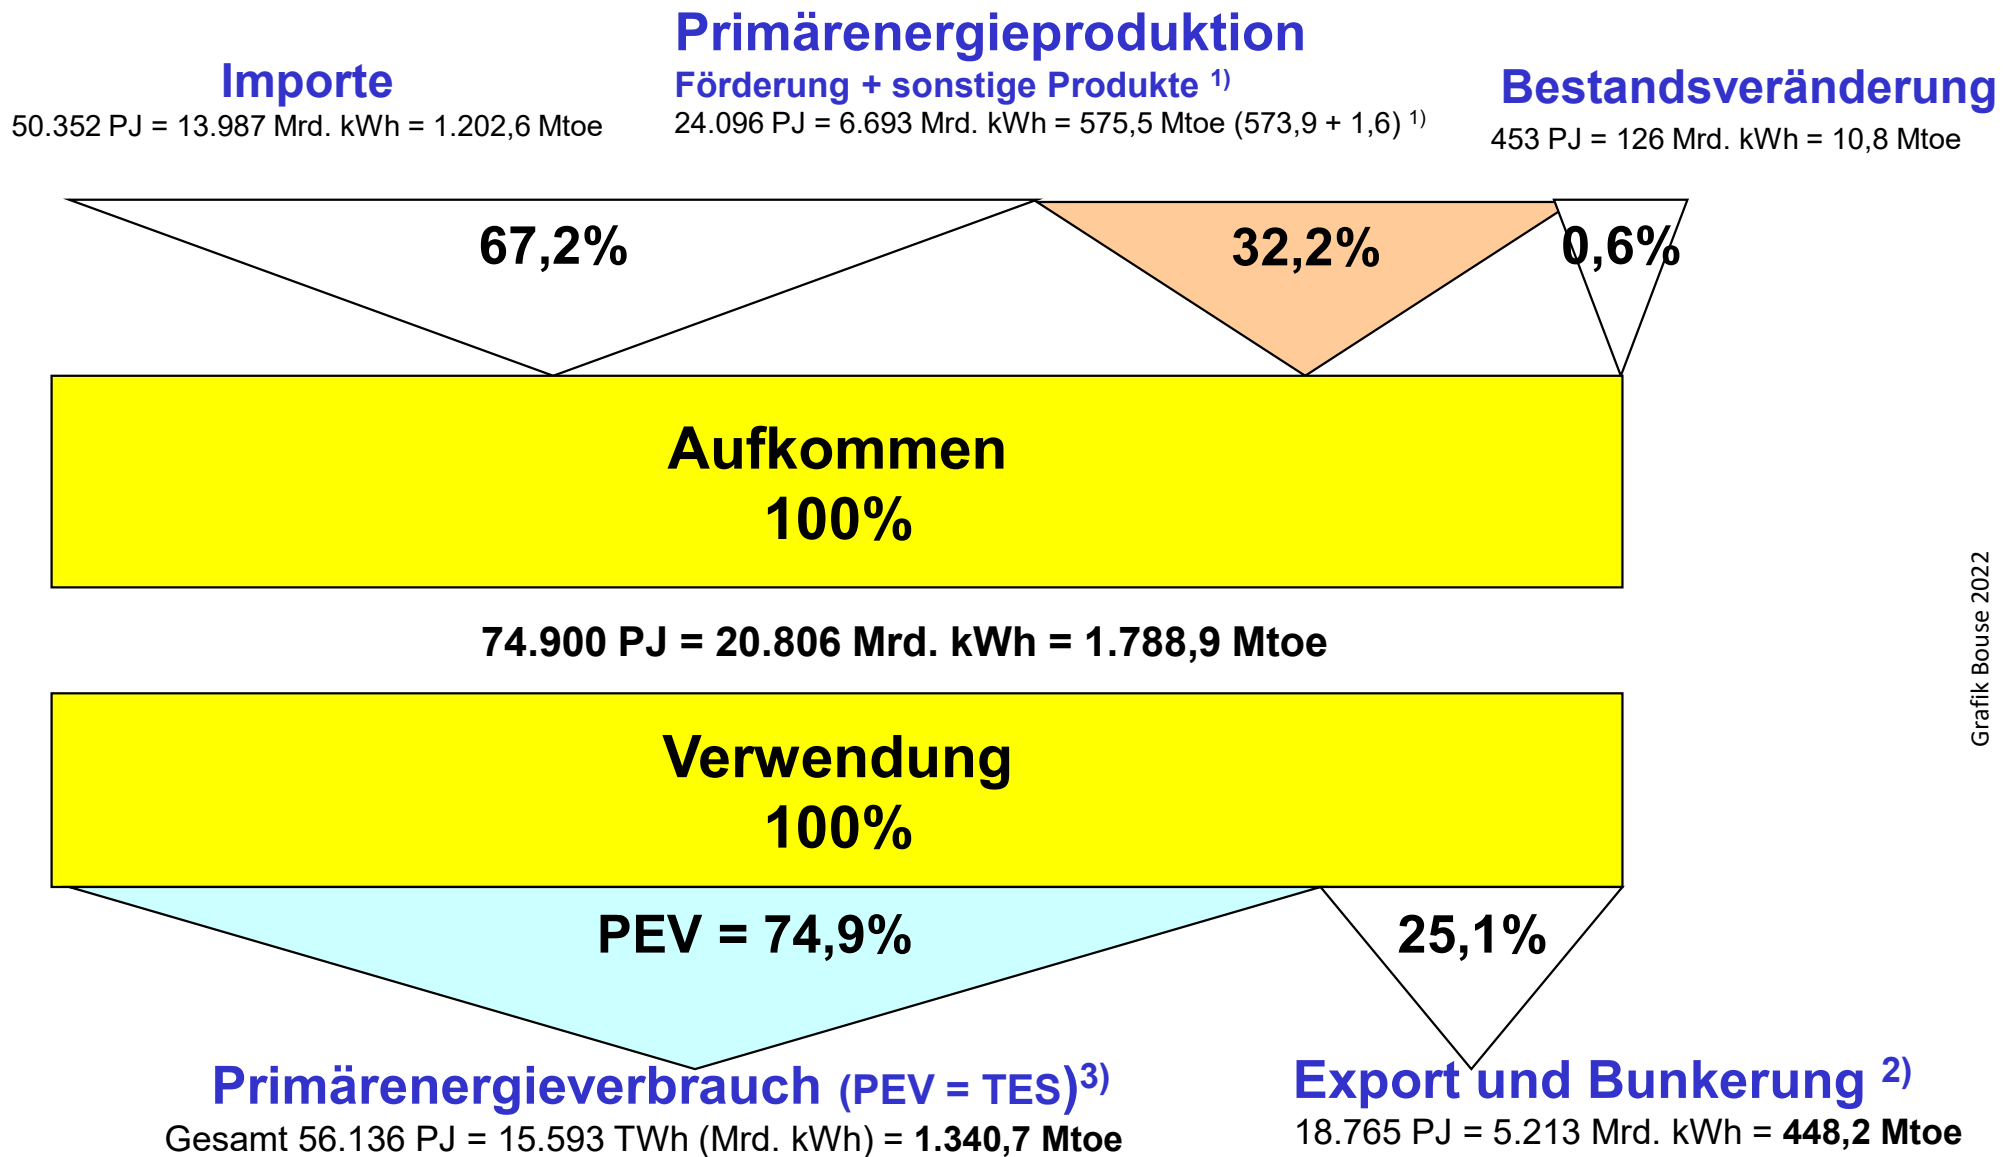 Importe
50.352 PJ = 13.987 Mrd. kWh = 1.202,6 Mtoe
Primärenergieproduktion
Förderung + sonstige Produkte 1)
24.096 PJ = 6.693 Mrd. kWh = 575,5 Mtoe (573,9 + 1,6) 1)
Bestandsveränderung
453 PJ = 126 Mrd. kWh = 10,8 Mtoe
67,2%
32,2%
0,6%
Aufkommen
100%
74.900 PJ = 20.806 Mrd. kWh = 1.788,9 Mtoe
Verwendung
100%
PEV = 74,9%
25,1%
Primärenergieverbrauch (PEV = TES)3)
Gesamt 56.136 PJ = 15.593 TWh (Mrd. kWh) = 1.340,7 Mtoe
Export und Bunkerung 2)
18.765 PJ = 5.213 Mrd. kWh = 448,2 Mtoe
Grafik Bouse 2022